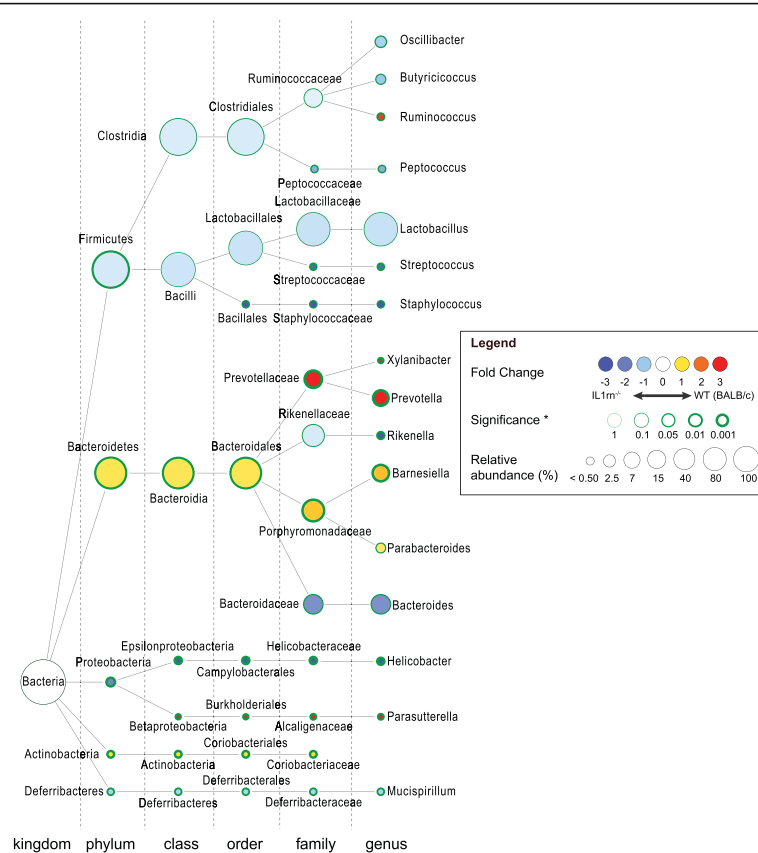 Oscillibacter
Butyricicoccus
Ruminococcaceae
Clostridiales
Ruminococcus
Clostridia
Peptococcus
Peptococcaceae
Lactobacillaceae
Lactobacillales
Lactobacillus
Firmicutes
Streptococcus
Streptococcaceae
Bacilli
Staphylococcus
Bacillales
Staphylococcaceae
Xylanibacter
Prevotellaceae
Prevotella
Rikenellaceae
Rikenella
Bacteroidetes
Bacteroidales
Barnesiella
Bacteroidia
Porphyromonadaceae
Parabacteroides
Bacteroidaceae
Bacteroides
Epsilonproteobacteria
Helicobacteraceae
Proteobacteria
Helicobacter
Campylobacterales
Bacteria
Burkholderiales
Parasutterella
Betaproteobacteria
Alcaligenaceae
Coriobacteriales
Actinobacteria
Actinobacteria
Coriobacteriaceae
Deferribacterales
Deferribacteres
Mucispirillum
Deferribacteres
Deferribacteraceae
kingdom phylum class order family genus
Legend
Fold Change
-3 -2 -1 0 1 2 3
IL1rn-/- WT (BALB/c)
Significance *
1 0.1 0.05 0.01 0.001
Relative
abundance (%)
< 0.50 2.5 7 15 40 80 100